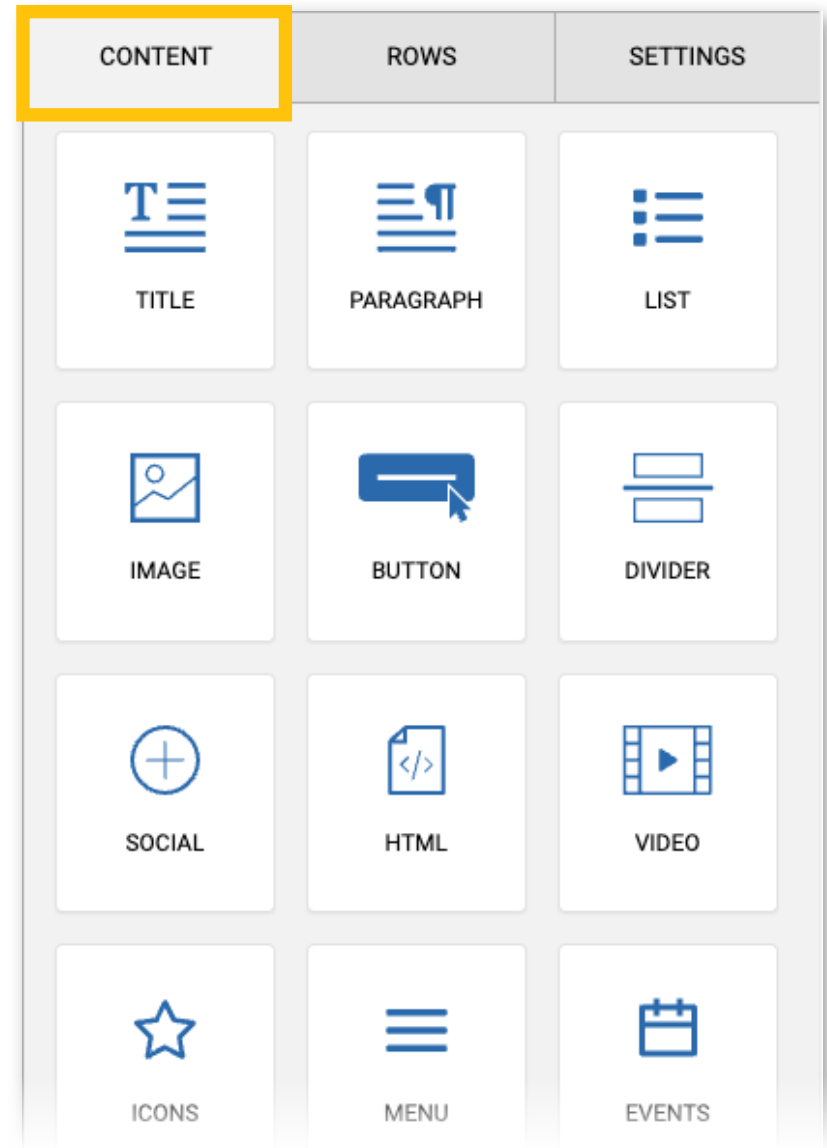 CONTENT ROWS SETTINGS
TITLE PARAGRAPH LIST
IMAGE BUTTON DIVIDER
SOCIAL HTML VIDEO
ICONS MENU EVENTS